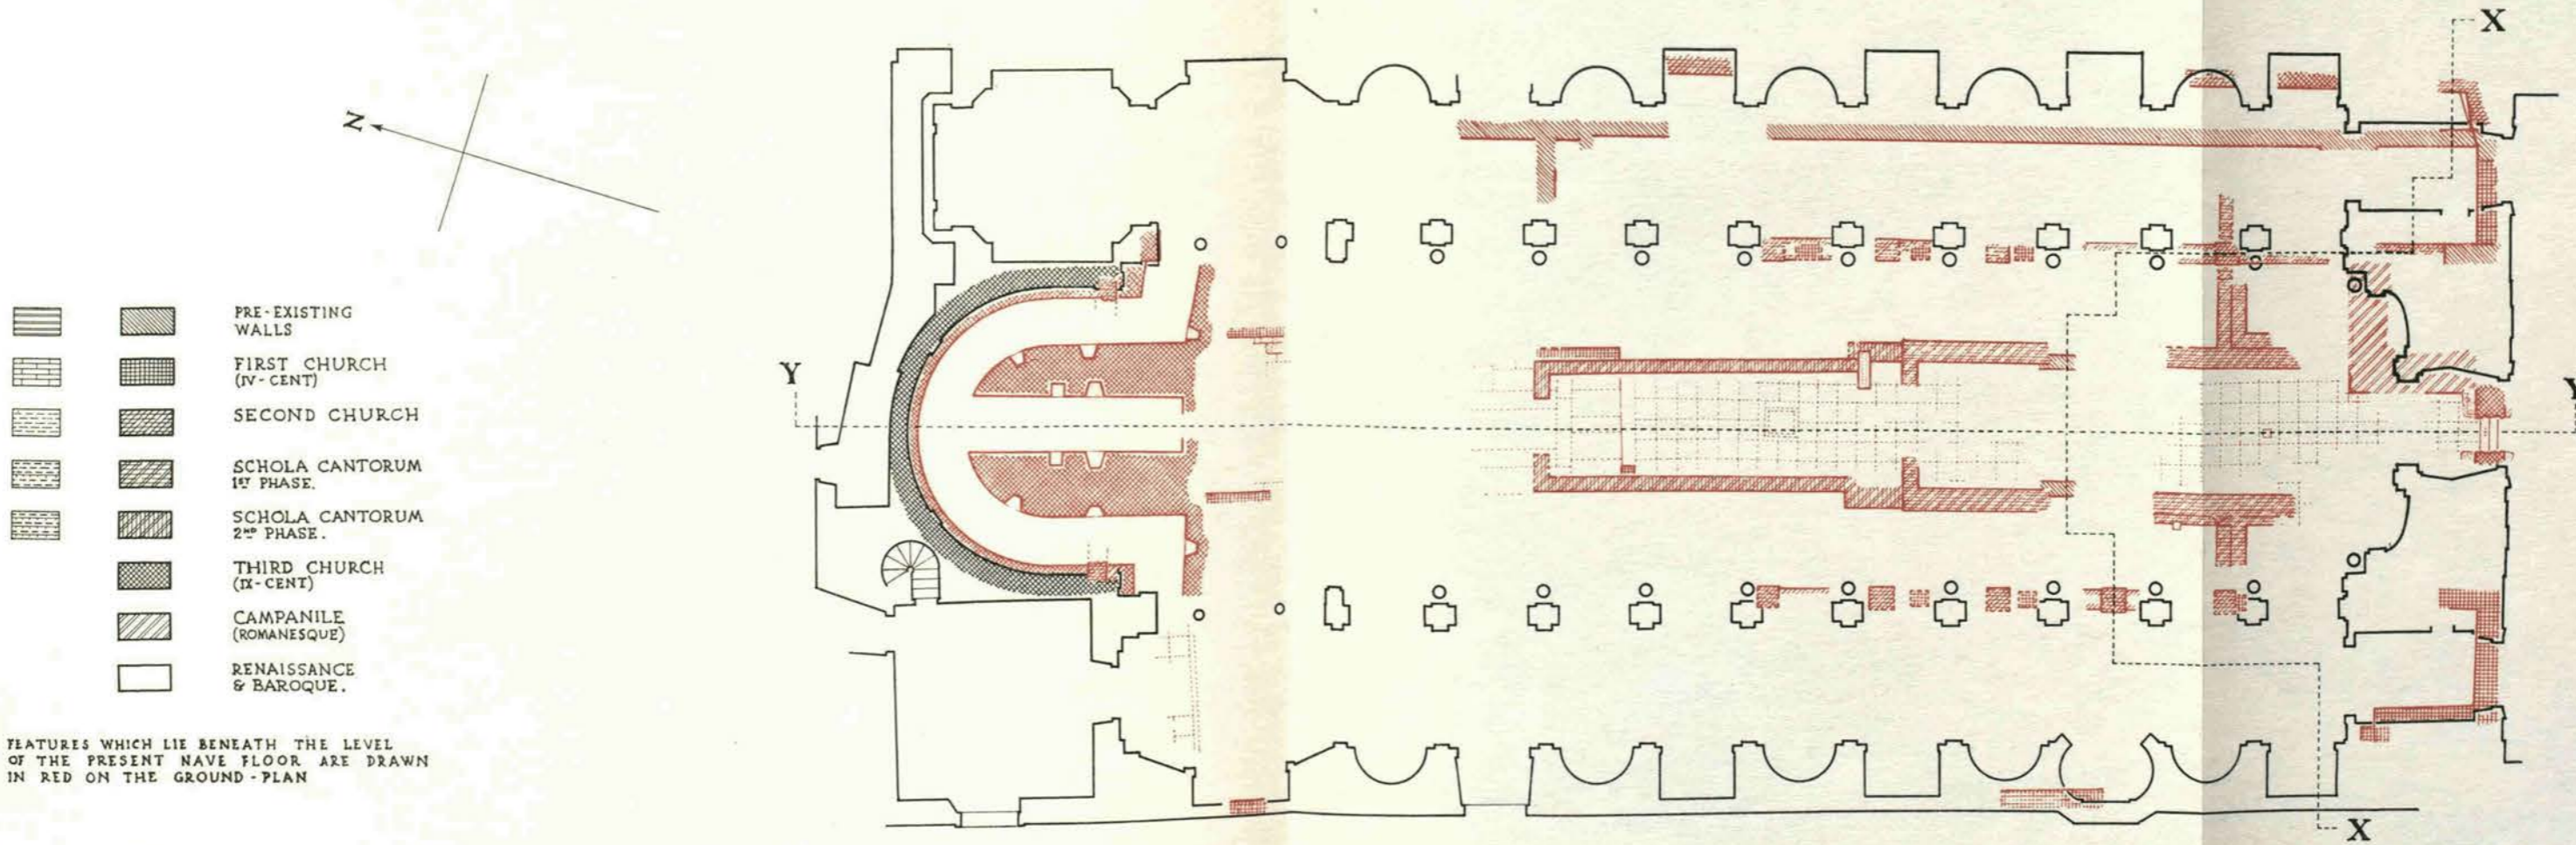 X
N
PRE-EXISTING
WALLS
FIRST CHURCH
(IV-CENT)
SECOND CHURCH
SCHOLA CANTORUM
1ST PHASE.
SCHOLA CANTORUM
2ND PHASE.
THIRD CHURCH
(IX-CENT)
CAMPANILE
(ROMANESQUE)
RENAISSANCE
& BAROQUE.
FEATURES WHICH LIE BENEATH THE LEVEL
OF THE PRESENT NAVE FLOOR ARE DRAWN
IN RED ON THE GROUND-PLAN
Y
Y
X